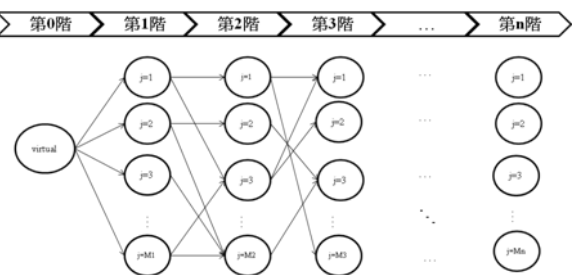 第0階 第1階 第2階 第3階 ... 第n階
j=1 j=1 j=1 ... j=1
j=2 j=2 j=2 ... j=2
virtual
j=3 j=3 j=3 ... j=3
j=M1 j=M2 j=M3 ... j=Mn